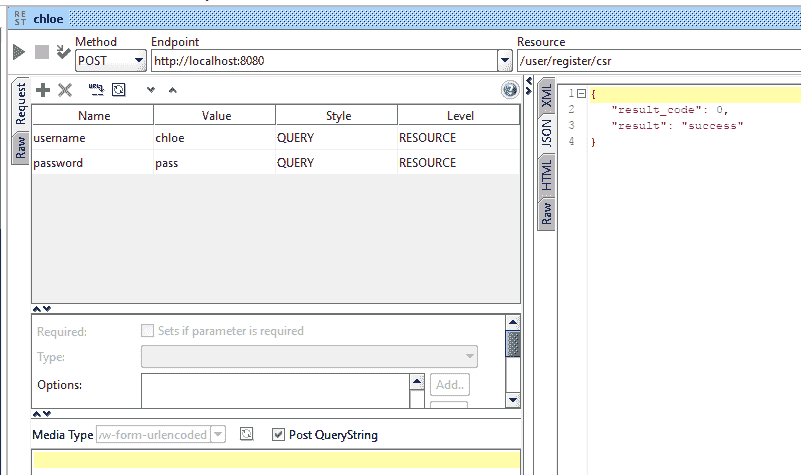 RE
ST
chloe
Method Endpoint Resource
POST http://localhost:8080 /user/register/csr
Request
Raw
Name Value Style Level
username chloe QUERY RESOURCE
password pass QUERY RESOURCE
Required: Sets if parameter is required
Type:
Options: Add..
Media Type /w-form-urlencoded Post QueryString
XML
JSON
HTML
Raw
1 {
2 "result_code": 0,
3 "result": "success"
4 }